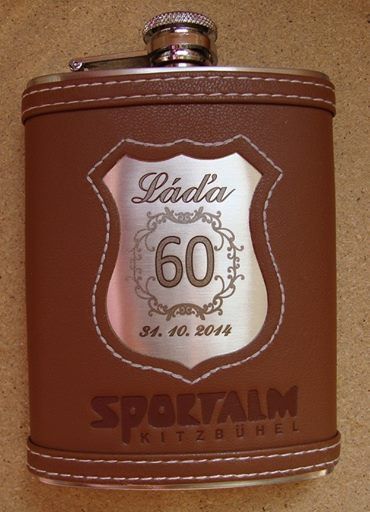 Láďa
60
31. 10. 2014
SPORTALM
KITZBÜHEL